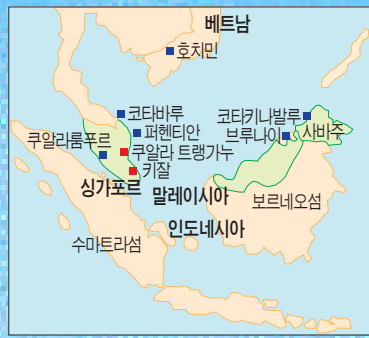 베트남
호치민
코타바루
코타키나발루
퍼헨티안
브루나이
사바주
쿠알라룸푸르
쿠알라 트랭가누
키잘
싱가포르
말레이시아
보르네오섬
인도네시아
수마트리섬